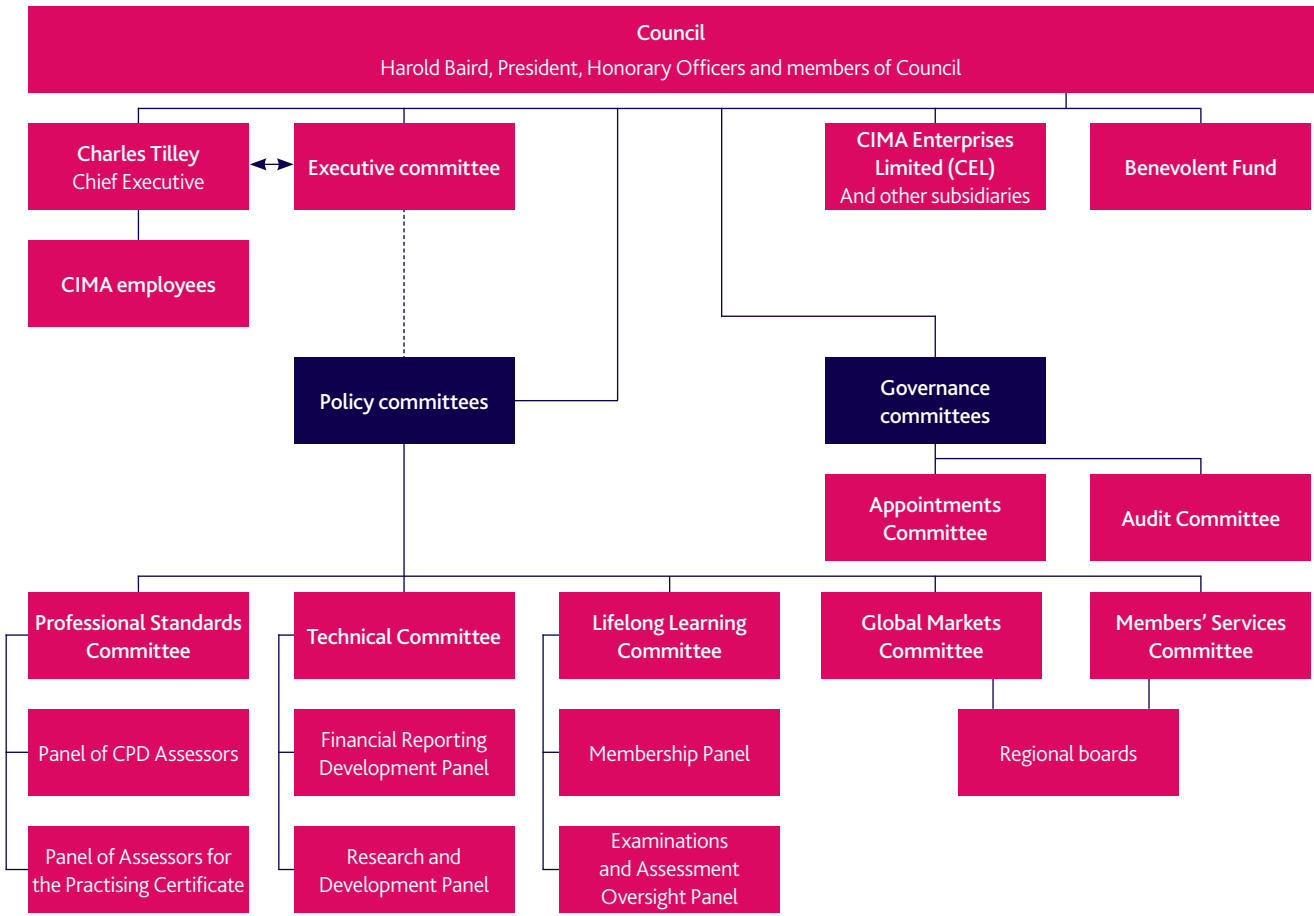 Council
Harold Baird, President, Honorary Officers and members of Council
Charles Tilley
Chief Executive
Executive committee
CIMA Enterprises
Limited (CEL)
And other subsidiaries
Benevolent Fund
CIMA employees
Policy committees
Governance
committees
Appointments
Committee
Audit Committee
Professional Standards
Committee
Technical Committee
Lifelong Learning
Committee
Global Markets
Committee
Members’ Services
Committee
Panel of CPD Assessors
Financial Reporting
Development Panel
Membership Panel
Regional boards
Panel of Assessors for
the Practising Certificate
Research and
Development Panel
Examinations
and Assessment
Oversight Panel